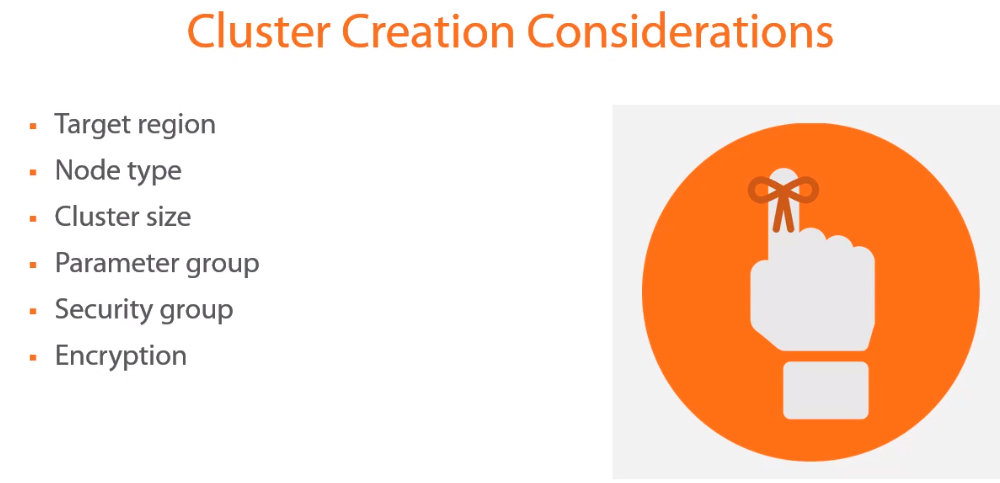 Cluster Creation Considerations
Target region
Node type
Cluster size
Parameter group
Security group
Encryption